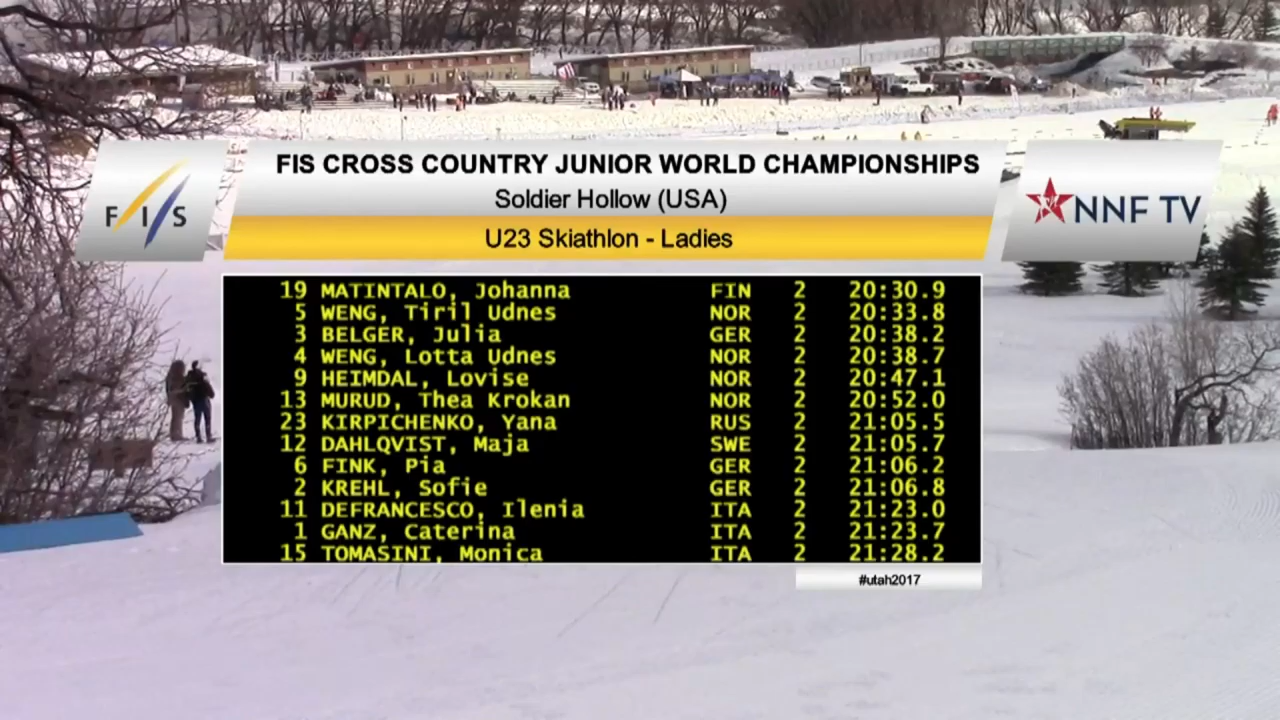 FIS CROSS COUNTRY JUNIOR WORLD CHAMPIONSHIPS
Soldier Hollow (USA)
U23 Skiathlon - Ladies
F/I/S
NNF TV
19 MATINTALO, Johanna FIN 2 20:30.9
5 WENG, Tiril Udnes NOR 2 20:33.8
3 BELGER, Julia GER 2 20:38.2
4 WENG, Lotta Udnes NOR 2 20:38.7
9 HEIMDAL, Lovise NOR 2 20:47.1
13 MURUD, Thea Krokan NOR 2 20:52.0
23 KIRPICHENKO, Yana RUS 2 21:05.5
12 DAHLQVIST, Maja SWE 2 21:05.7
6 FINK, Pia GER 2 21:06.2
2 KREHL, Sofie GER 2 21:06.8
11 DEFRANCESCO, Ilenia ITA 2 21:23.0
1 GANZ, Caterina ITA 2 21:23.7
15 TOMASINI, Monica ITA 2 21:28.2
#utah2017